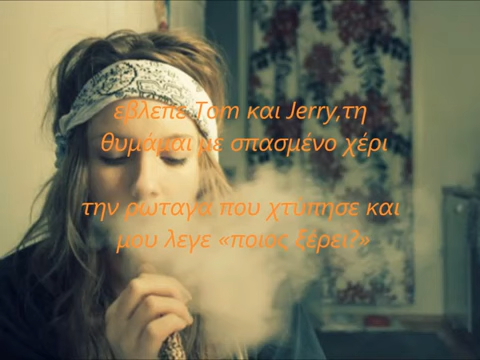 εβλεπε Tom και Jerry,τη
θυμάμαι με σπασμένο χέρι
την ρωταγα που χτύπησε και
μου λεγε «ποιος ξέρει?»